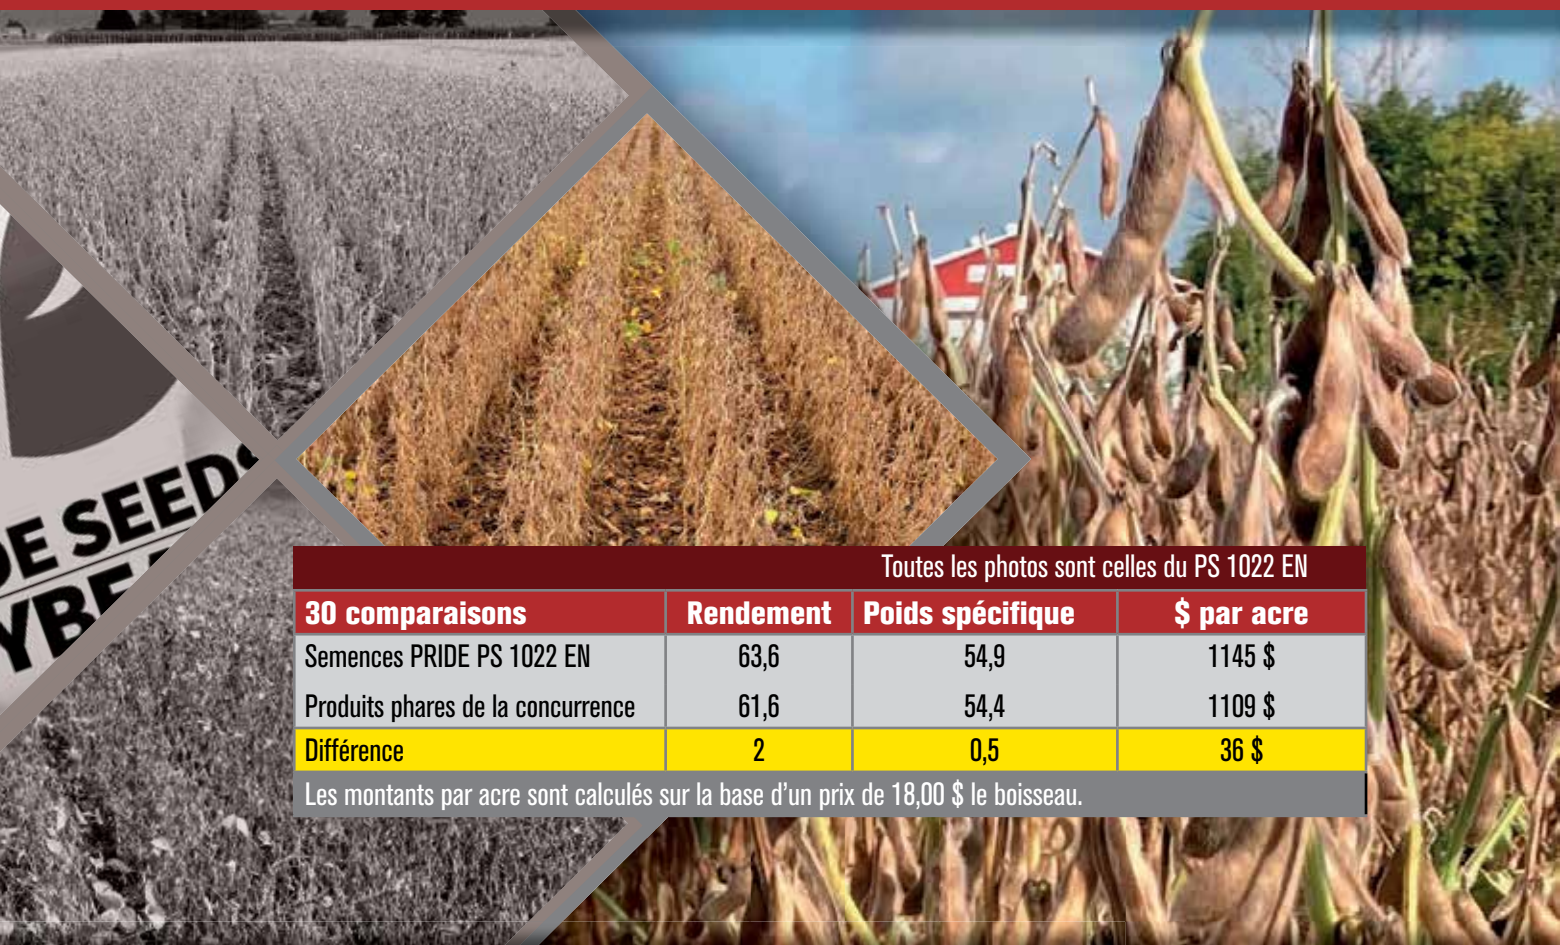 DE SEEDS
Toutes les photos sont celles du PS 1022 EN
30 comparaisons Rendement Poids spécifique $ par acre
Semences PRIDE PS 1022 EN 63,6 54,9 1145 $
Produits phares de la concurrence 61,6 54,4 1109 $
Différence 2 0,5 36 $
Les montants par acre sont calculés sur la base d'un prix de 18,00 $ le boisseau.